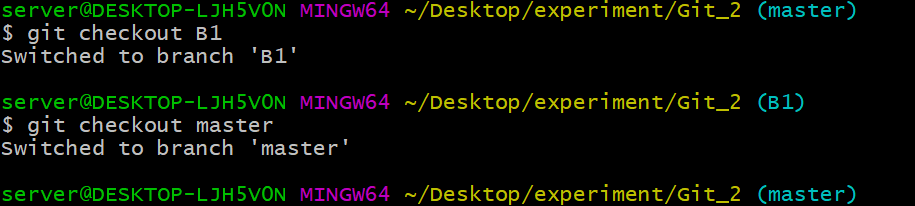 server@DESKTOP-LJH5V0N MINGW64 ~/Desktop/experiment/Git_2 (master)
$ git checkout B1
Switched to branch 'B1'
server@DESKTOP-LJH5V0N MINGW64 ~/Desktop/experiment/Git_2 (B1)
$ git checkout master
Switched to branch 'master'
server@DESKTOP-LJH5V0N MINGW64 ~/Desktop/experiment/Git_2 (master)